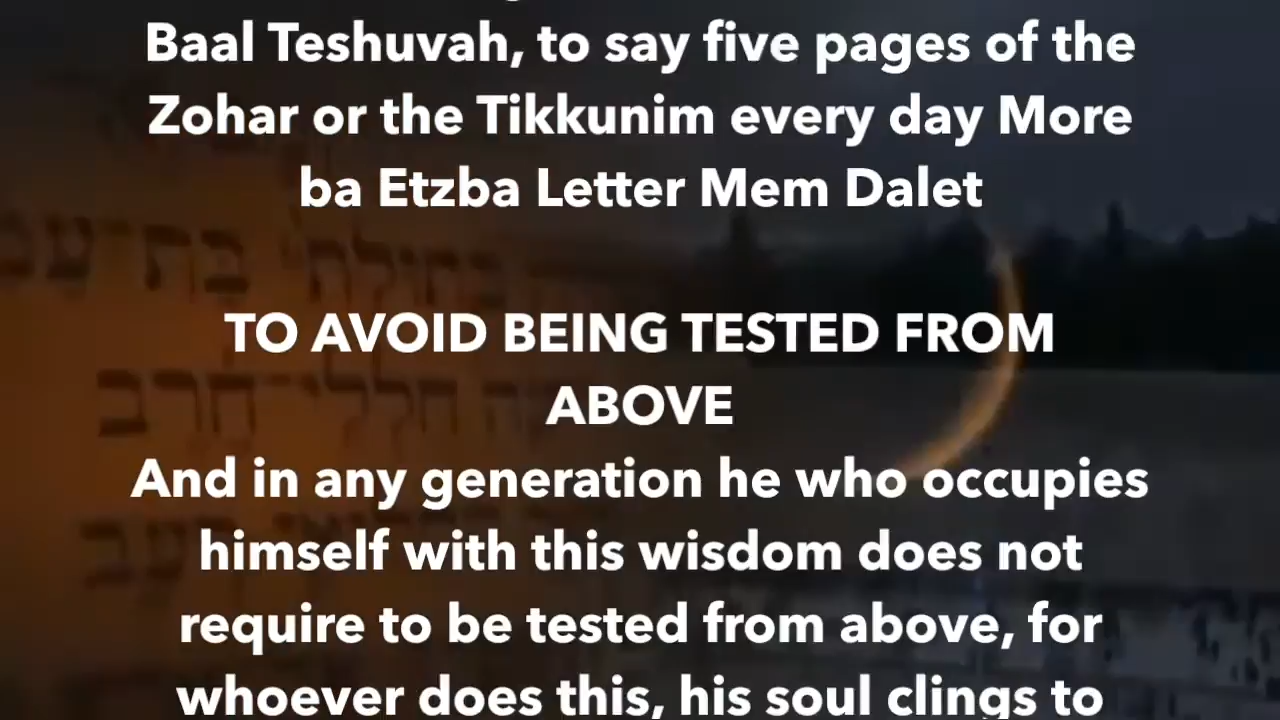 Baal Teshuvah, to say five pages of the
Zohar or the Tikkunim every day More
ba Etzba Letter Mem Dalet
TO AVOID BEING TESTED FROM
ABOVE
And in any generation he who occupies
himself with this wisdom does not
require to be tested from above, for
whoever does this, his soul clings to